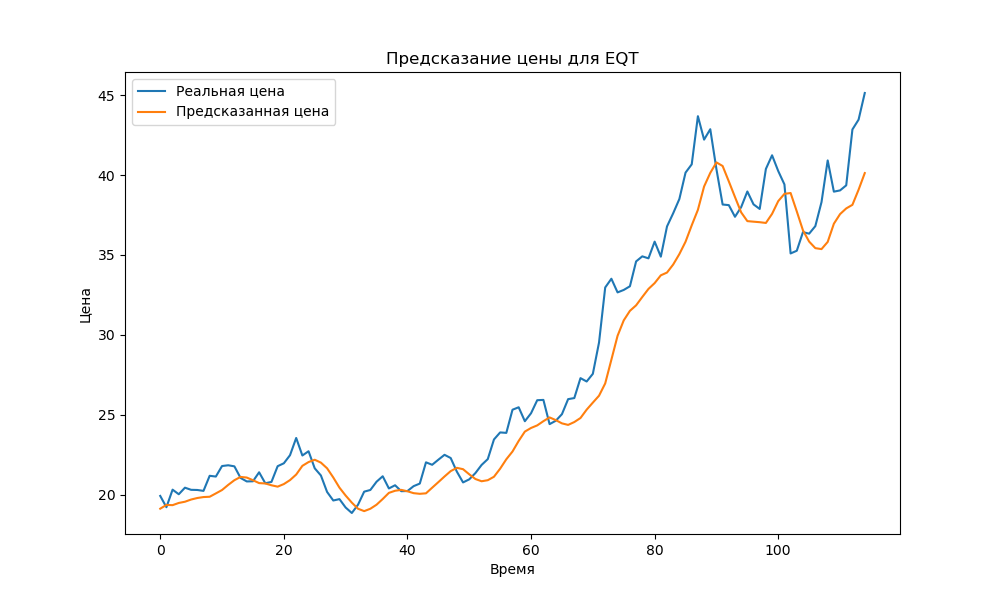 Предсказание цены для EQT
Реальная цена
Предсказанная цена
45
40
35
30
25
20
Цена
0 20 40 60 80 100
Время